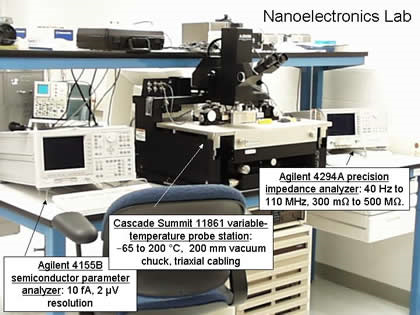 Nanoelectronics Lab
Agilent 4294A precision
impedance analyzer: 40 Hz to
110 MHz, 300 mΩ to 500 MΩ.
Cascade Summit 11861 variable-
temperature probe station:
−65 to 200 °C,  200 mm vacuum
chuck, triaxial cabling
Agilent 4155B
semiconductor parameter
analyzer: 10 fA, 2 μV
resolution